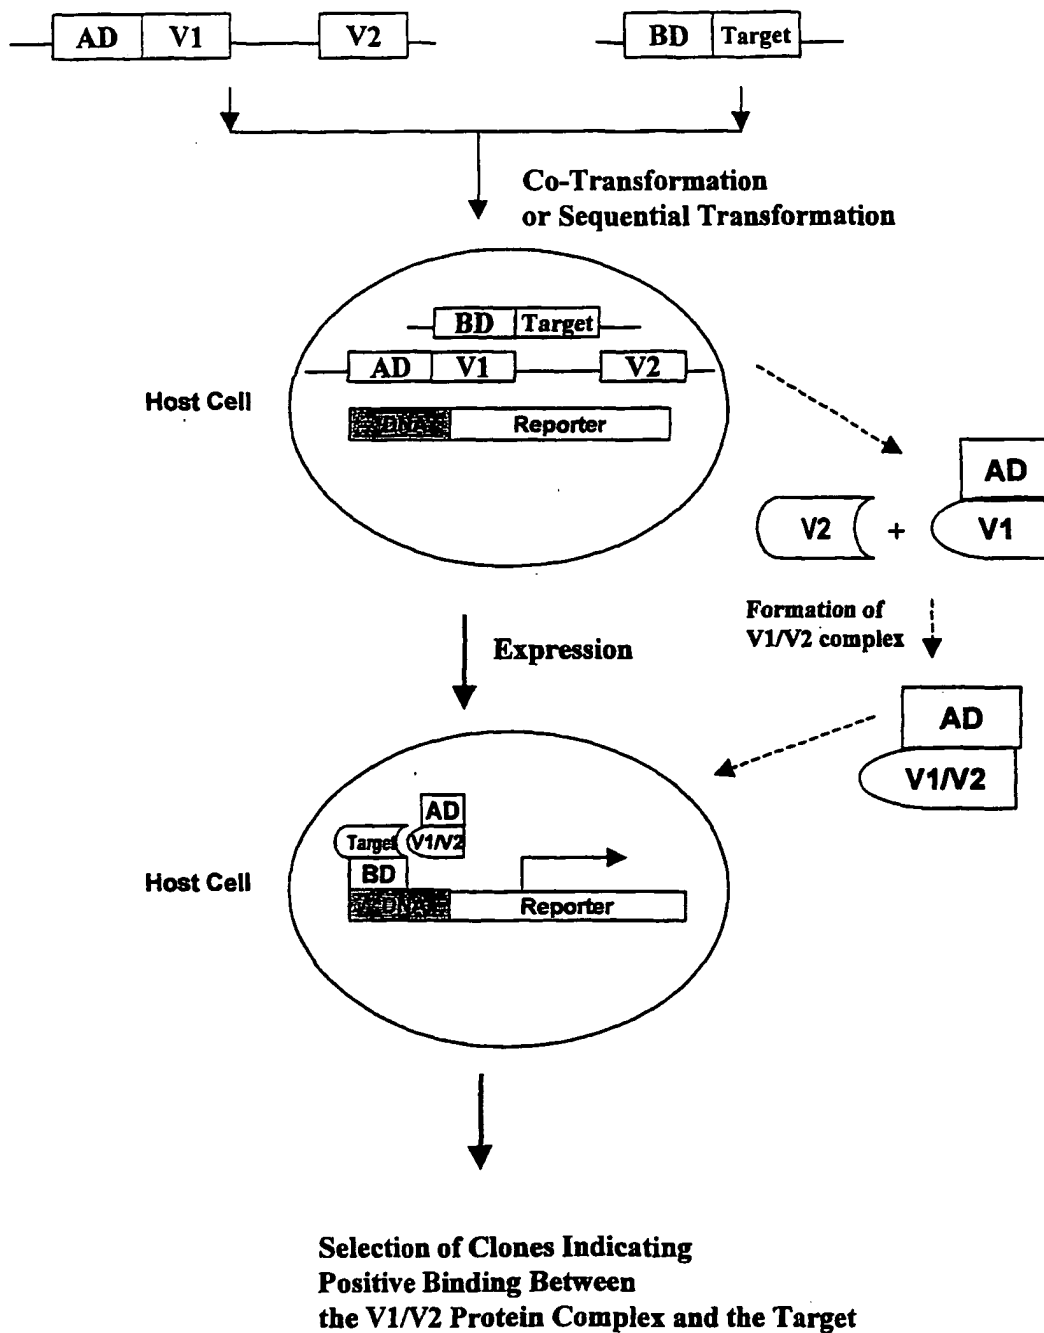 AD V1 V2 BD Target
Co-Transformation
or Sequential Transformation
BD Target
AD V1 V2
Host Cell
DNA Reporter
AD
V2 + V1
Formation of
V1/V2 complex
Expression
AD
V1/V2
AD
Target V1/V2
BD
Host Cell
DNA Reporter
Selection of Clones Indicating
Positive Binding Between
the V1/V2 Protein Complex and the Target